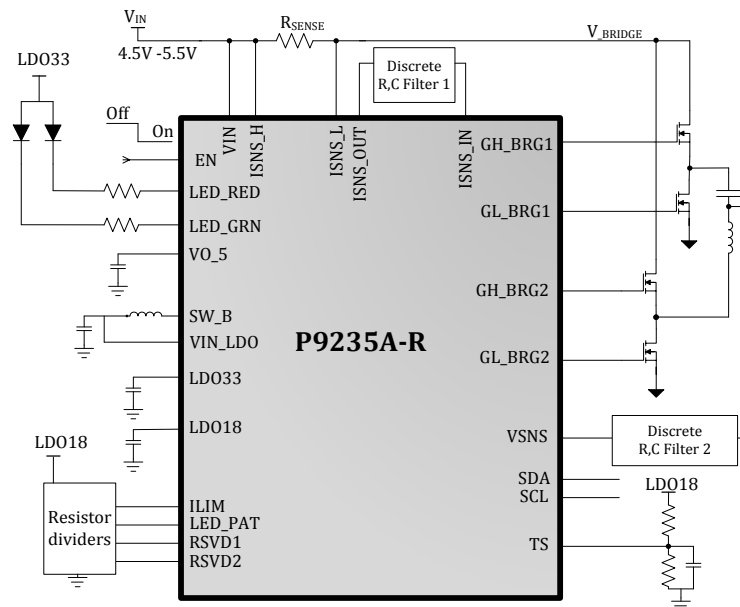 VIN
4.5V -5.5V
RSENSE
V_BRIDGE
LDO33
Discrete
R,C Filter 1
Off
On
EN
VIN
ISNS_H
ISNS_L
ISNS_OUT
ISNS_IN
GH_BRG1
LED_RED
GL_BRG1
LED_GRN
VO_5
GH_BRG2
SW_B
VIN_LDO
P9235A-R
GL_BRG2
LDO33
LDO18
VSNS
Discrete
R,C Filter 2
LDO18
SDA
SCL
LDO18
Resistor
dividers
ILIM
LED_PAT
RSVD1
RSVD2
TS